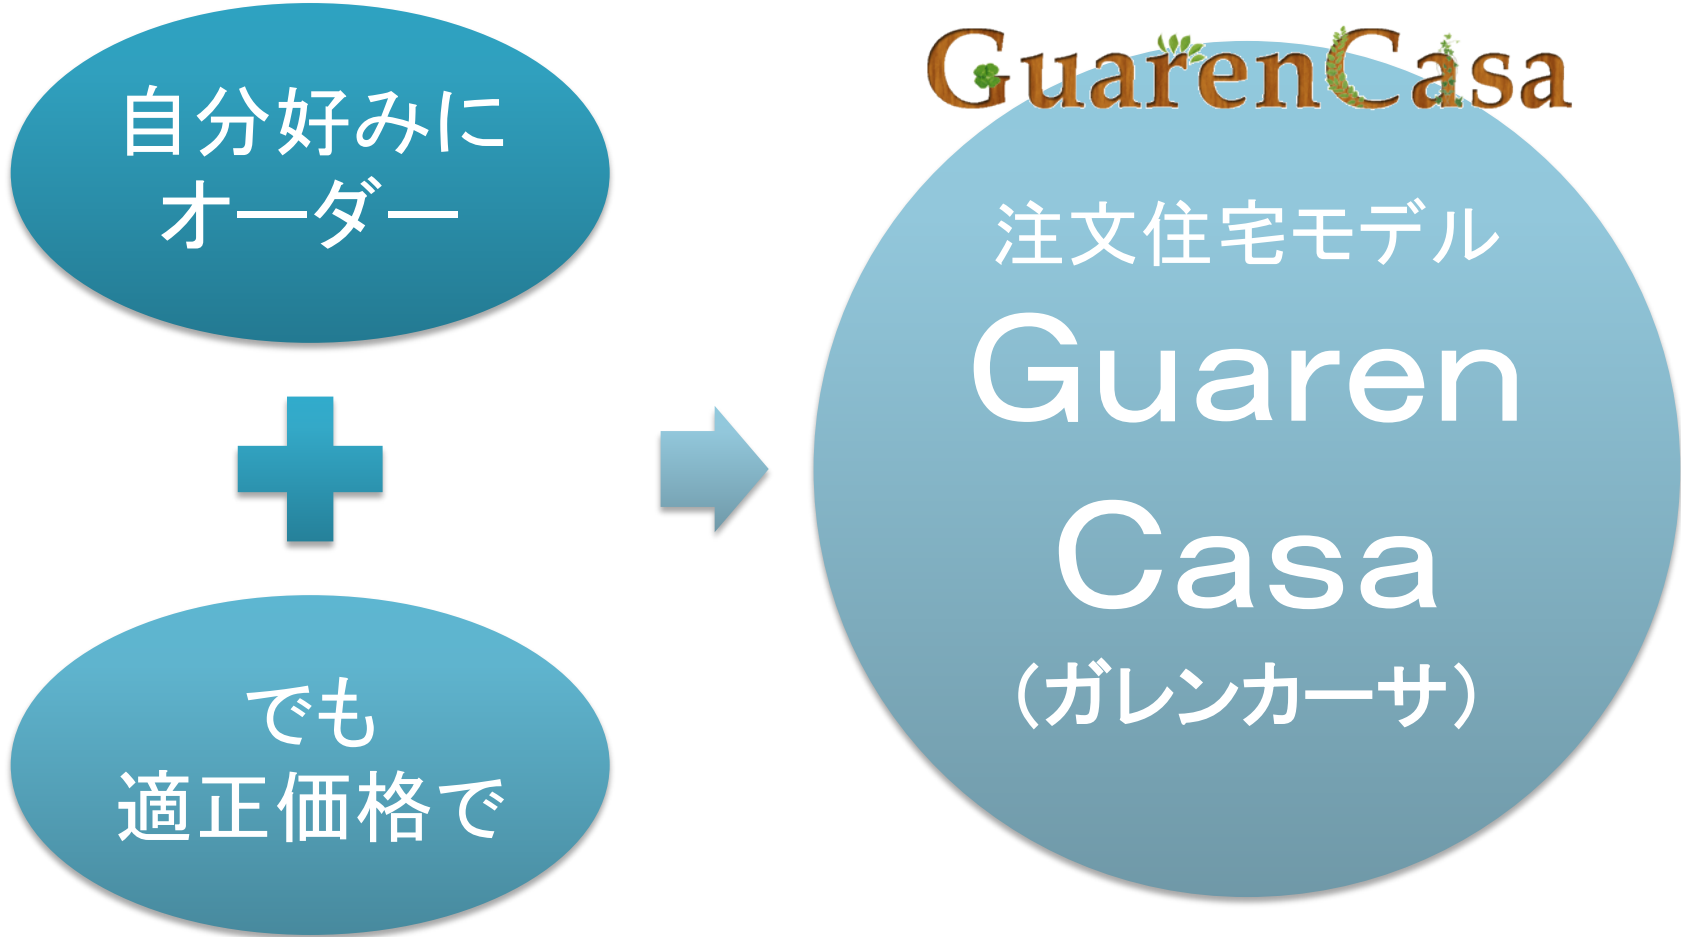 自分好みに
オーダー
でも
適正価格で
GuarenCasa
注文住宅モデル
Guaren
Casa
（ガレンカーサ）